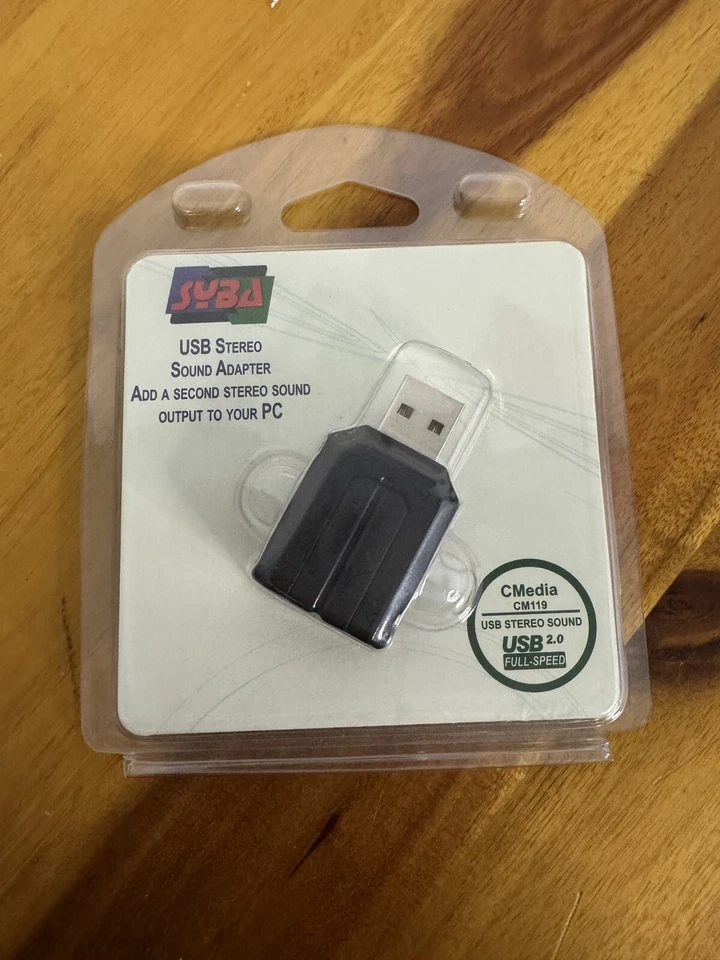 SYBA
USB Stereo
Sound Adapter
Add a second stereo sound
output to your PC
CMedia
CM119
USB STEREO SOUND
USB 2.0
FULL-SPEED